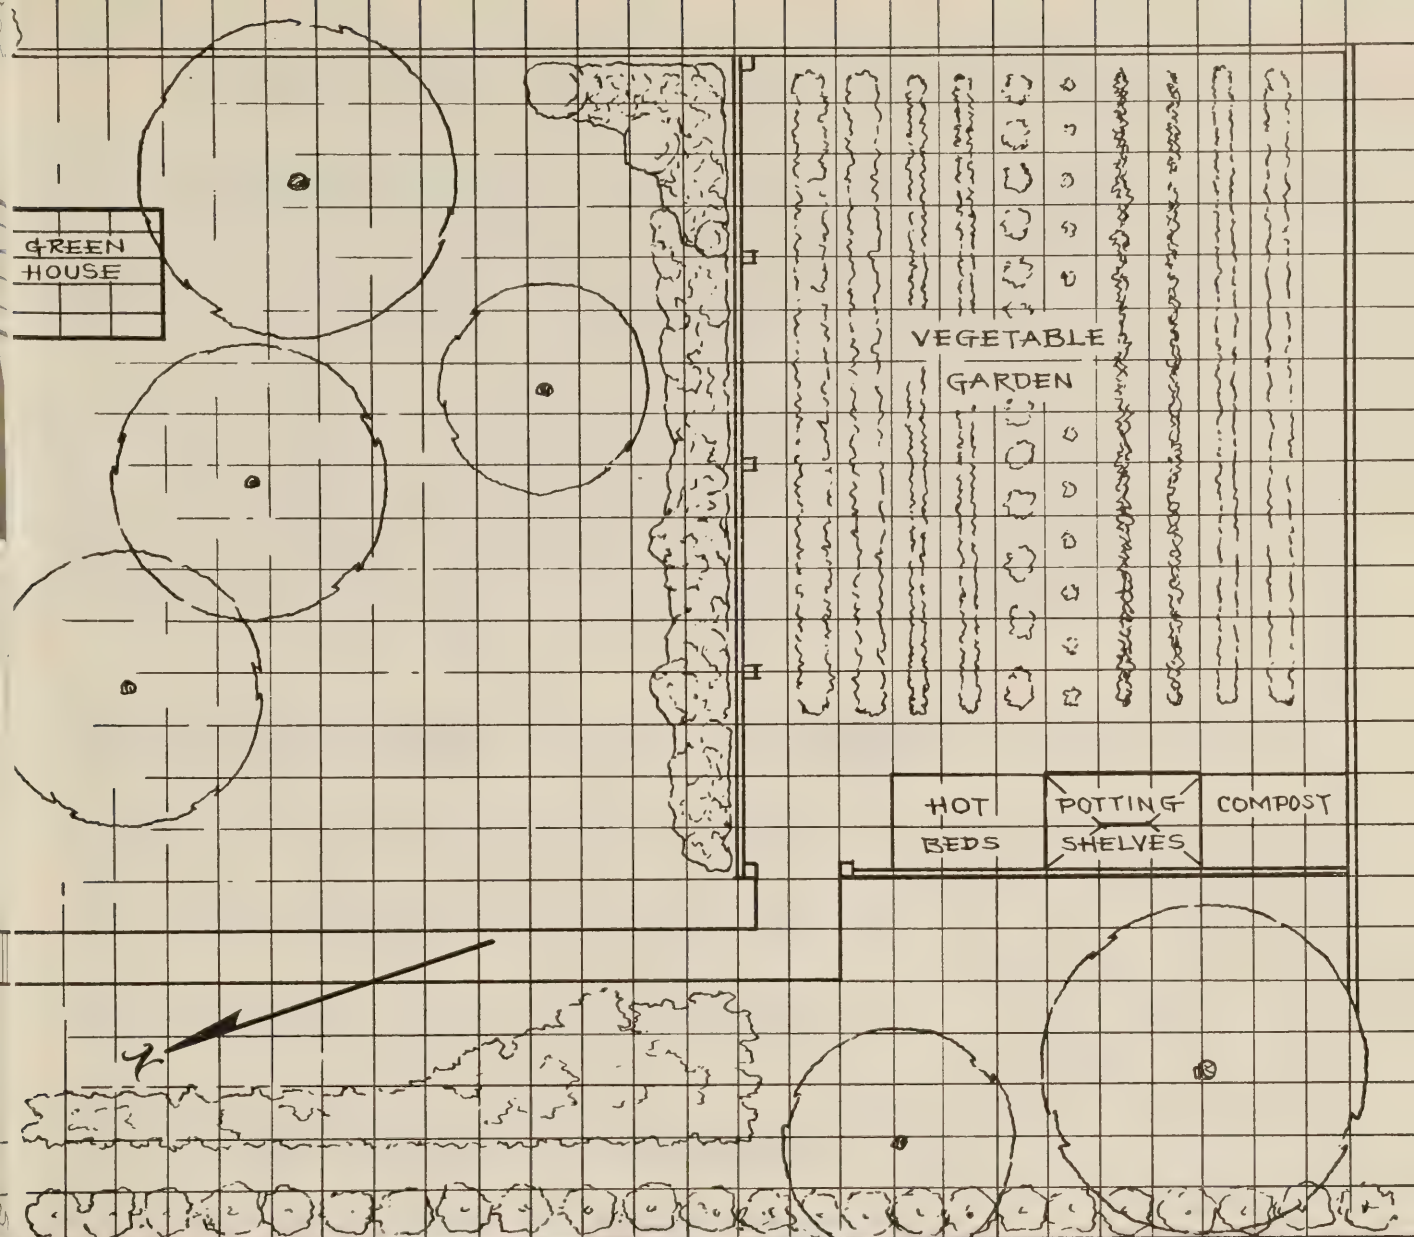 GREEN
HOUSE
VEGETABLE
GARDEN
HOT
BEDS
POTTING
SHELVES
COMPOST
N